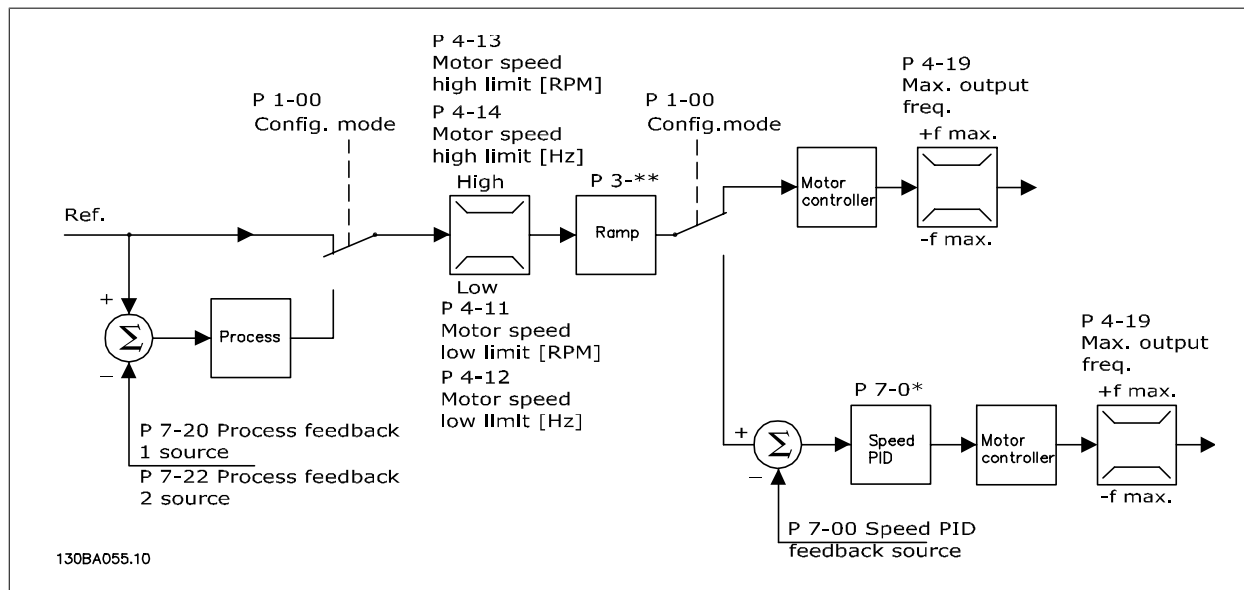 P 4-13
Motor speed
high limit [RPM]
P 4-14
Motor speed
high limit [Hz]
P 1-00
Config. mode
P 1-00
Config.mode
P 4-19
Max. output
freq.
+f max.
High
P 3-**
Ref.
Ramp
Motor
controller
-f max.
Low
+
Σ
−
Process
P 4-11
Motor speed
low limit [RPM]
P 4-12
Motor speed
low limit [Hz]
P 4-19
Max. output
freq.
+f max.
P 7-0*
+
Σ
−
Speed
PID
Motor
controller
-f max.
P 7-20 Process feedback
1 source
P 7-22 Process feedback
2 source
P 7-00 Speed PID
feedback source
130BA055.10